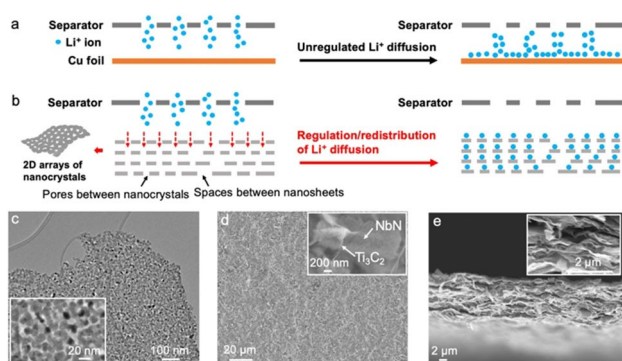 a
Separator
Li⁺ ion
Cu foil
Unregulated Li⁺ diffusion
Separator
b
Separator
2D arrays of
nanocrystals
Pores between nanocrystals
Spaces between nanosheets
Regulation/redistribution
of Li⁺ diffusion
Separator
c
20 nm
100 nm
d
NbN
200 nm
Ti₃C₂
20 µm
e
2 µm
2 µm